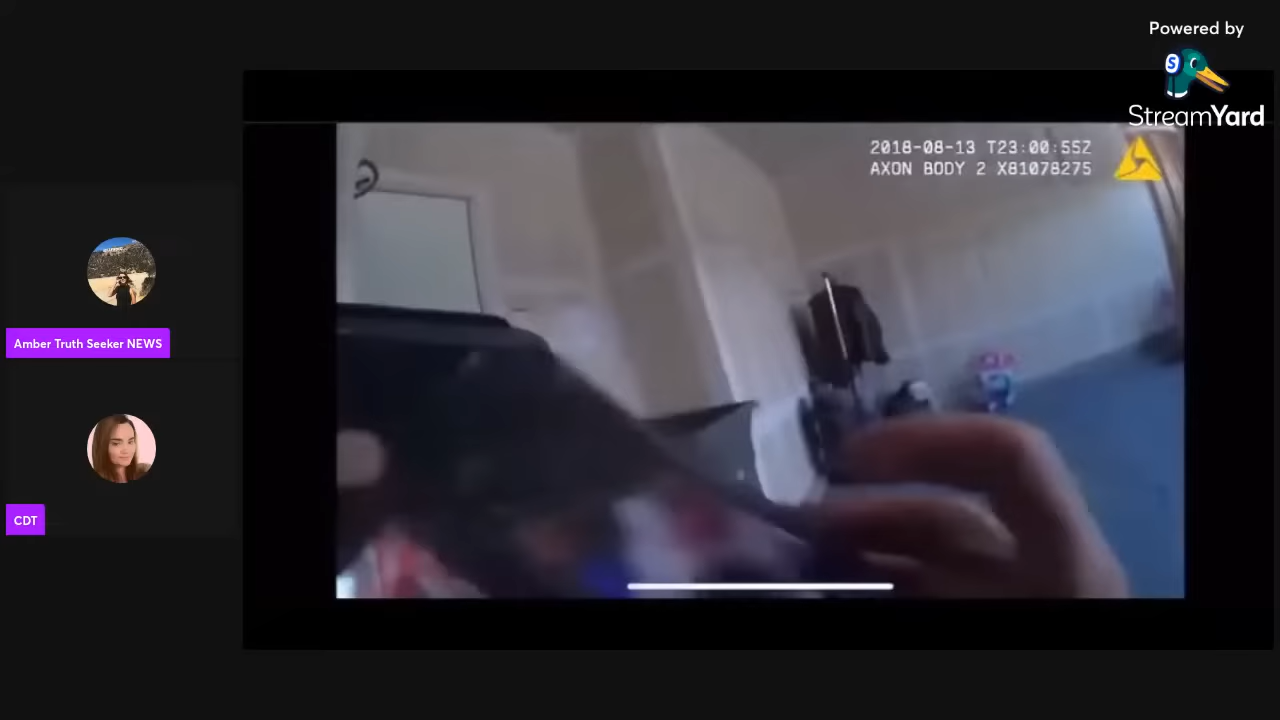 Powered by
S
StreamYard
2018-08-13 T23:00:55Z
AXON BODY 2 X81078275
Amber Truth Seeker NEWS
CDT